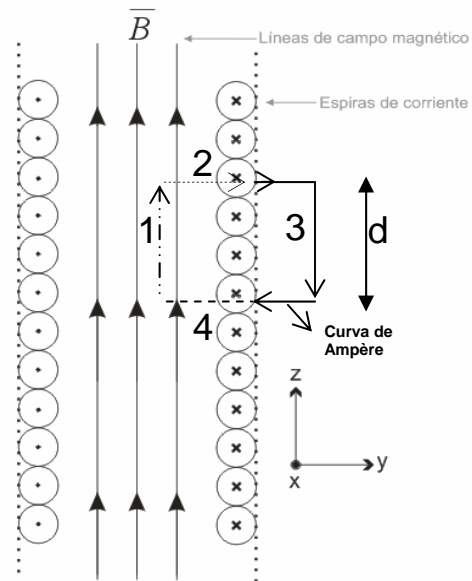 B
Líneas de campo magnético
Espiras de corriente
2
1
3
d
4
Curva de
Ampère
z
y
x